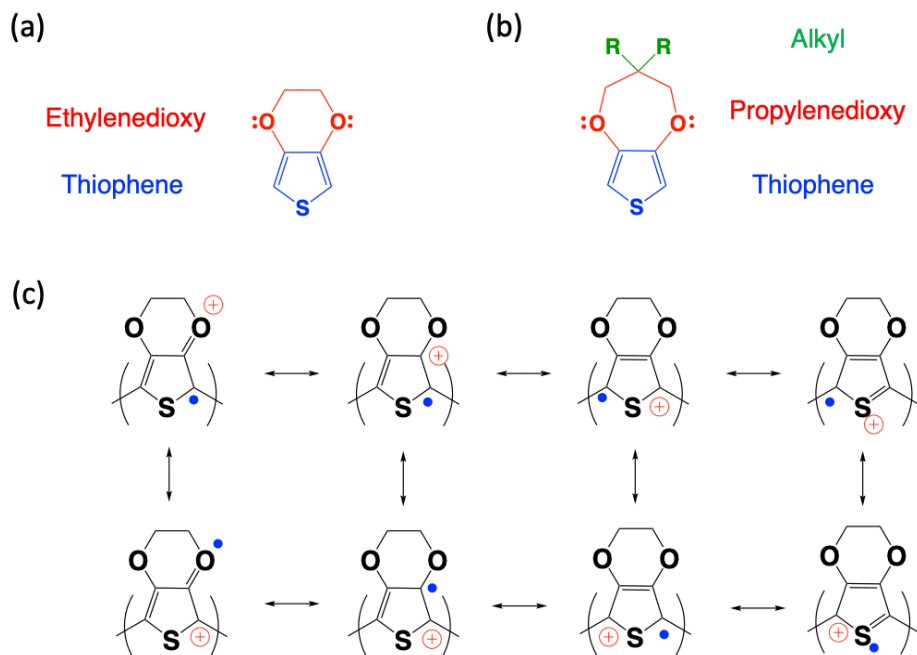 (a)
Ethylenedioxy
:O O:
Thiophene
S
(b)
R R
Alkyl
:O O:
Propylenedioxy
Thiophene
S
(c)
+
O O
S
O O
+
S
O O
S +
O O
S
+
O O
S +
O O
S +
O O
+ S
O O
+ S